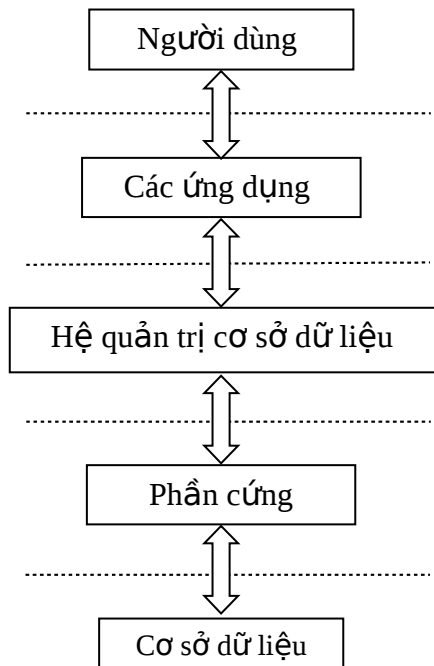 Người dùng
Các ứng dụng
Hệ quản trị cơ sở dữ liệu
Phần cứng
Cơ sở dữ liệu